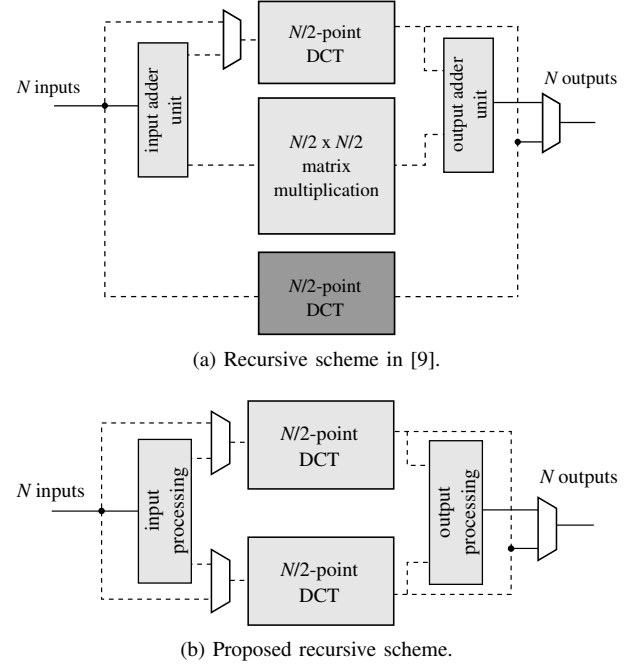 N/2-point
DCT
N inputs
input adder
unit
N/2 x N/2
matrix
multiplication
output adder
unit
N outputs
N/2-point
DCT
(a) Recursive scheme in [9].
N/2-point
DCT
N inputs
input
processing
output
processing
N outputs
N/2-point
DCT
(b) Proposed recursive scheme.